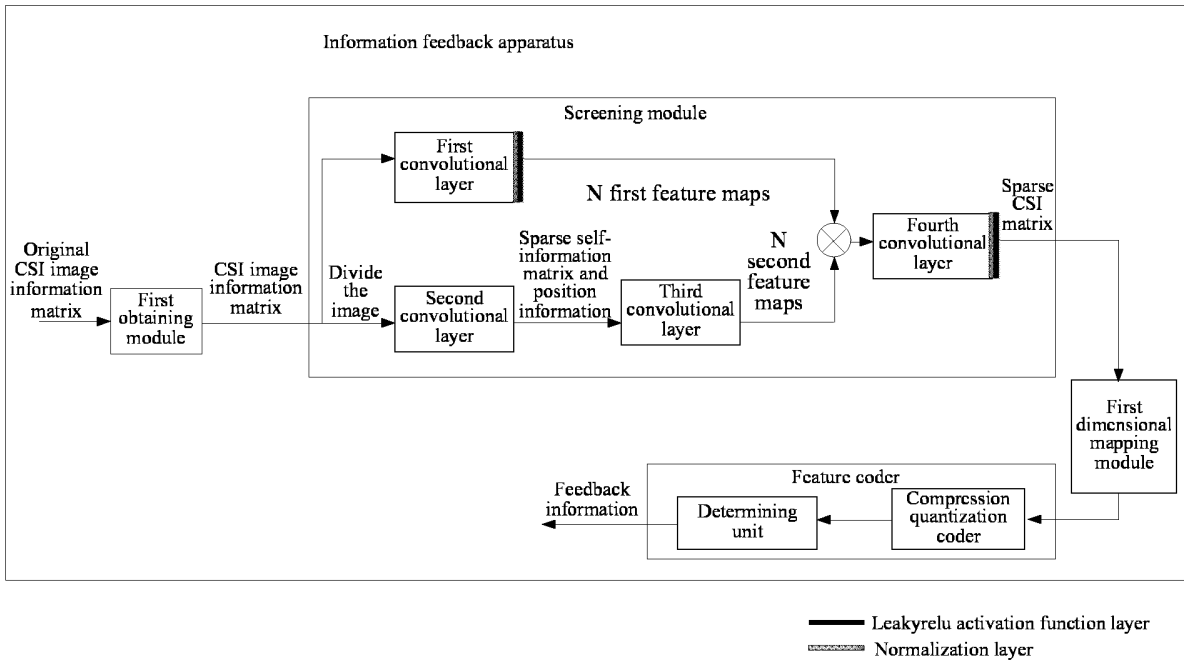 Information feedback apparatus
Screening module
First
convolutional
layer
N first feature maps
Sparse
CSI
matrix
Original
CSI image
information
matrix
First
obtaining
module
CSI image
information
matrix
Divide
the
image
Second
convolutional
layer
Sparse self-
information
matrix and
position
information
Third
convolutional
layer
N
second
feature
maps
Fourth
convolutional
layer
First
dimensional
mapping
module
Feature coder
Compression
quantization
coder
Determining
unit
Feedback
information
Leakyrelu activation function layer
Normalization layer